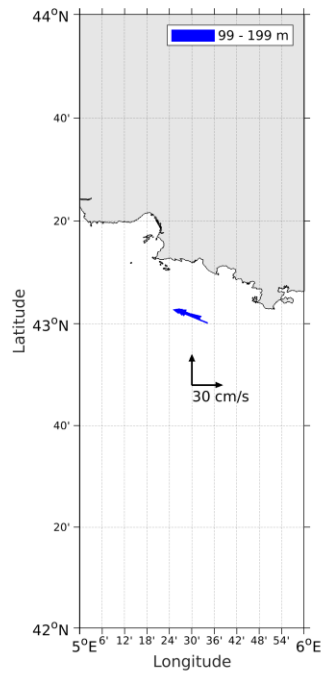 44°N
99 - 199 m
40'
20'
Latitude
43°N
30 cm/s
40'
20'
42°N
5°E 6' 12' 18' 24' 30' 36' 42' 48' 54' 6°E
Longitude